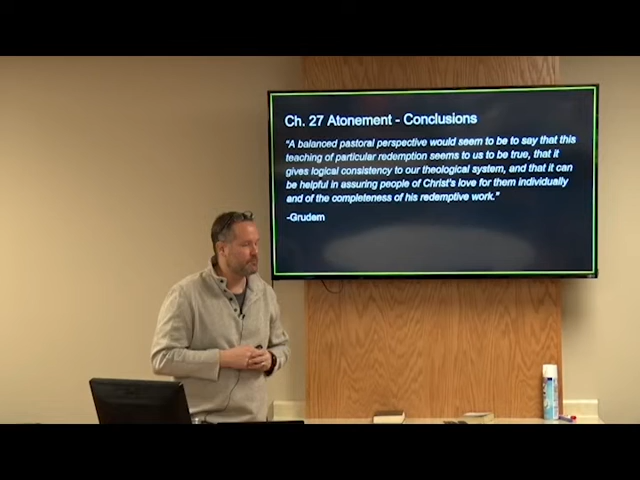 Ch. 27 Atonement - Conclusions
"A balanced pastoral perspective would seem to be to say that this
teaching of particular redemption seems to us to be true, that it
gives logical consistency to our theological system, and that it can
be helpful in assuring people of Christ's love for them individually
and of the completeness of his redemptive work."
-Grudem